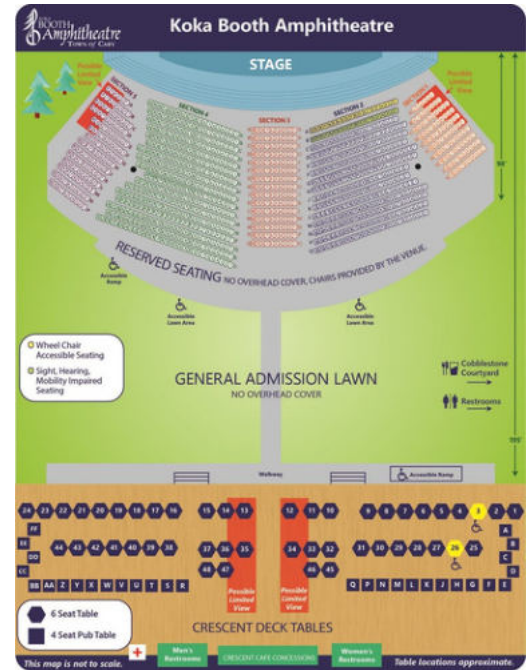 THE
BOOTH
Amphitheatre
TOWN OF CARY
Koka Booth Amphitheatre
STAGE
Possible
Limited
View
Possible
Limited
View
SECTION 5
SECTION 4
SECTION 3
SECTION 2
98'
RESERVED SEATING NO OVERHEAD COVER, CHAIRS PROVIDED BY THE VENUE.
Accessible
Ramp
Accessible
Lawn Area
Accessible
Lawn Area
Wheel Chair
Accessible Seating
Sight, Hearing,
Mobility Impaired
Seating
GENERAL ADMISSION LAWN
NO OVERHEAD COVER
Cobblestone
Courtyard
Restrooms
Walkway
Accessible Ramp
24 23 22 21 20 19 18 17 16 15 14 13 12 11 10 9 8 7 6 5 4 3 2 1
FF A
EE B
44 43 42 41 40 39 38 37 36 35 34 33 32 31 30 29 28 27 26 25
DD C
CC 48 47 46 45 D
BB AA Z Y X W V U T S R Q P N M L K J H G F E
Possible
Limited
View
Possible
Limited
View
6 Seat Table
4 Seat Pub Table
CRESCENT DECK TABLES
Men's
Restrooms
CRESCENT CAFE CONCESSIONS
Women's
Restrooms
This map is not to scale.
Table locations approximate.